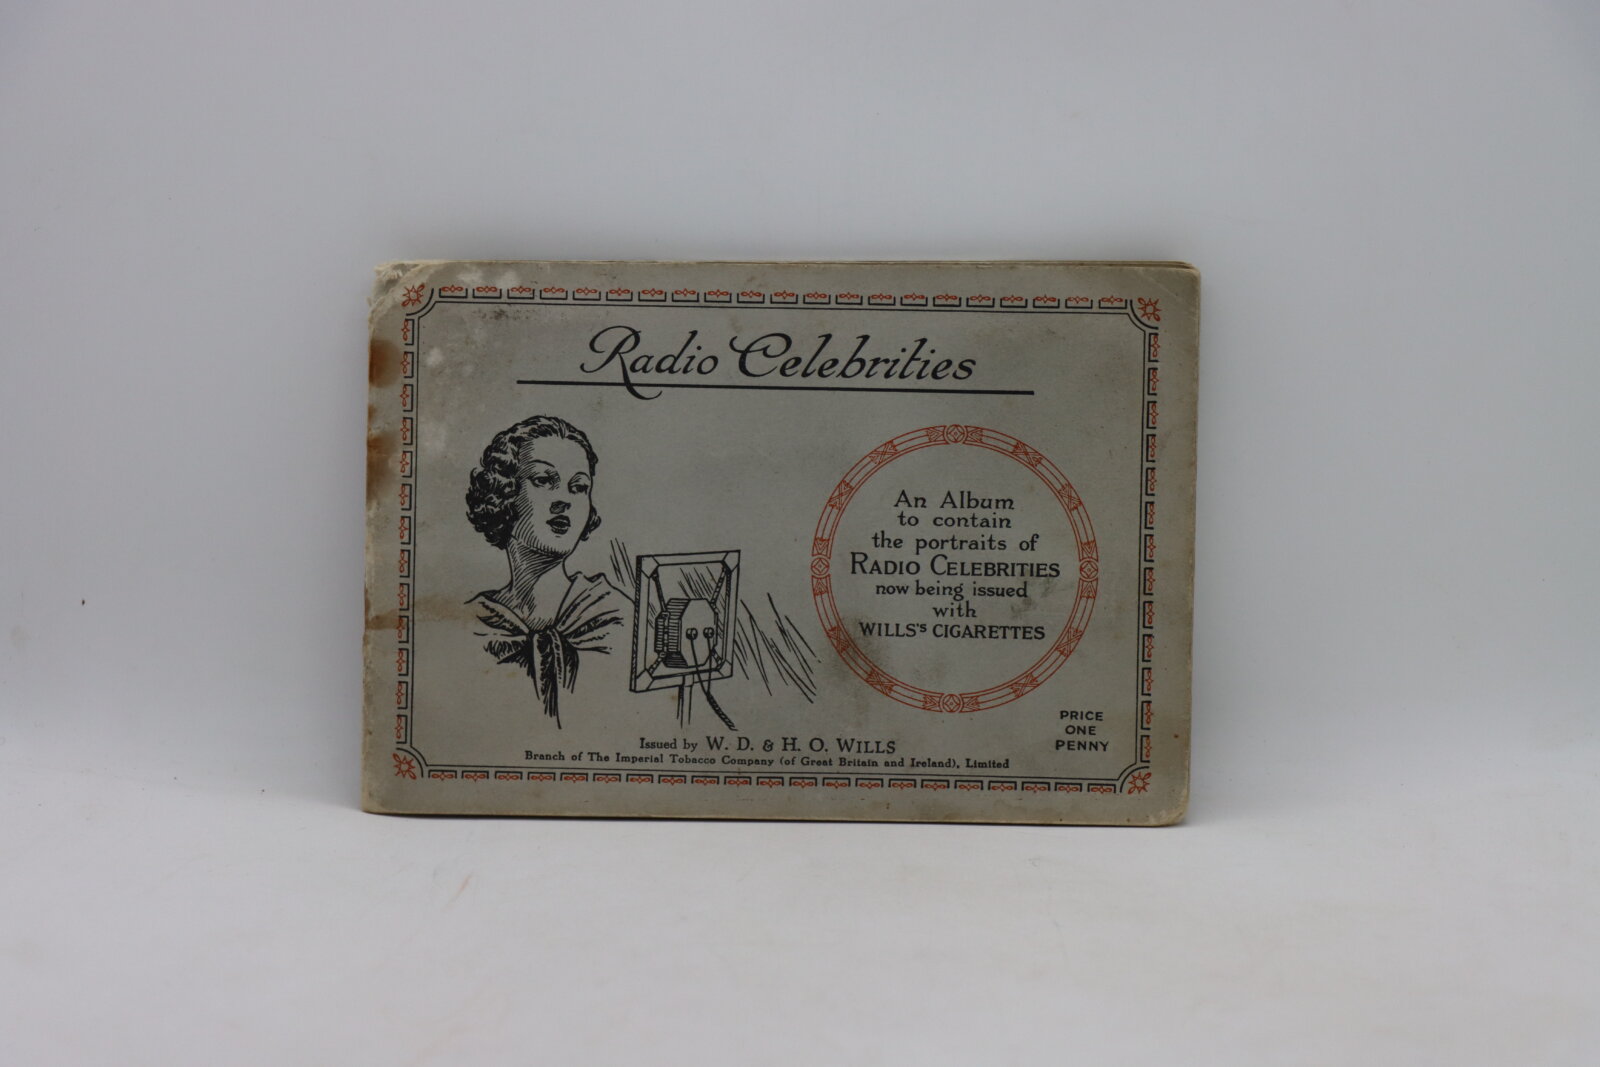 Radio Celebrities
An Album
to contain
the portraits of
RADIO CELEBRITIES
now being issued
with
WILLS's CIGARETTES
PRICE
ONE
PENNY
Issued by W. D. & H. O. WILLS
Branch of The Imperial Tobacco Company (of Great Britain and Ireland), Limited